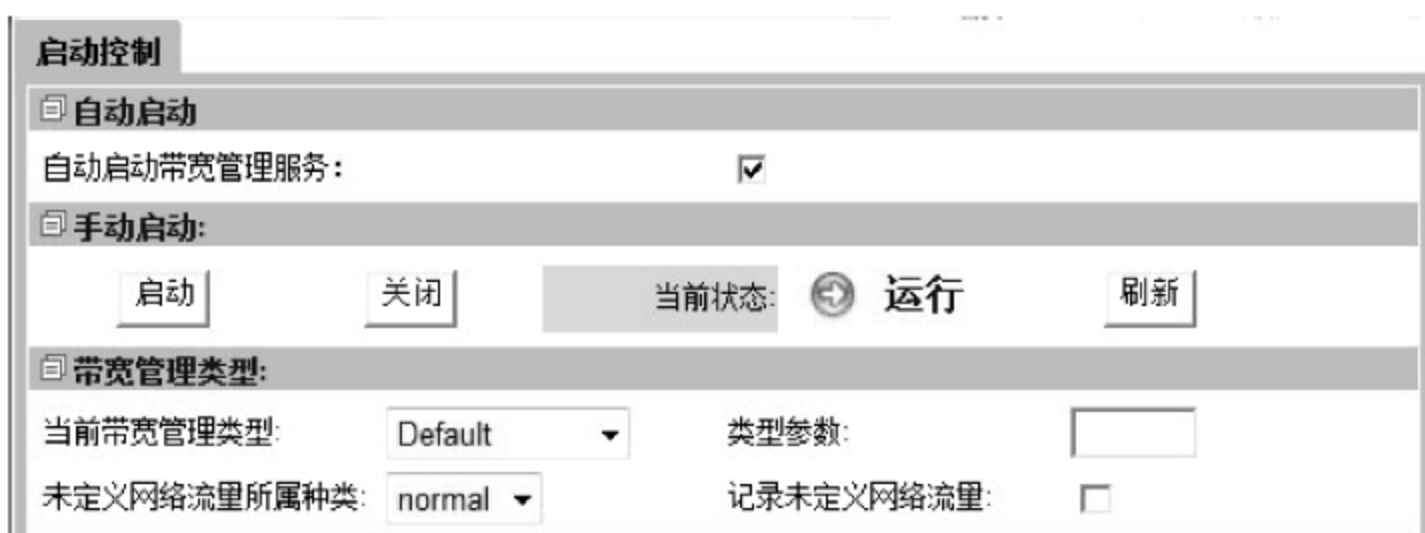 启动控制
自动启动
自动启动带宽管理服务:
手动启动:
启动 关闭 当前状态: 运行 刷新
带宽管理类型:
当前带宽管理类型: Default 类型参数:
未定义网络流里所属种类: normal 记录未定义网络流里: